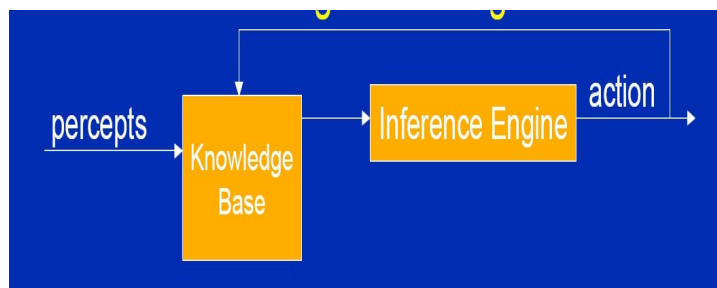 percepts
Knowledge
Base
Inference Engine
action